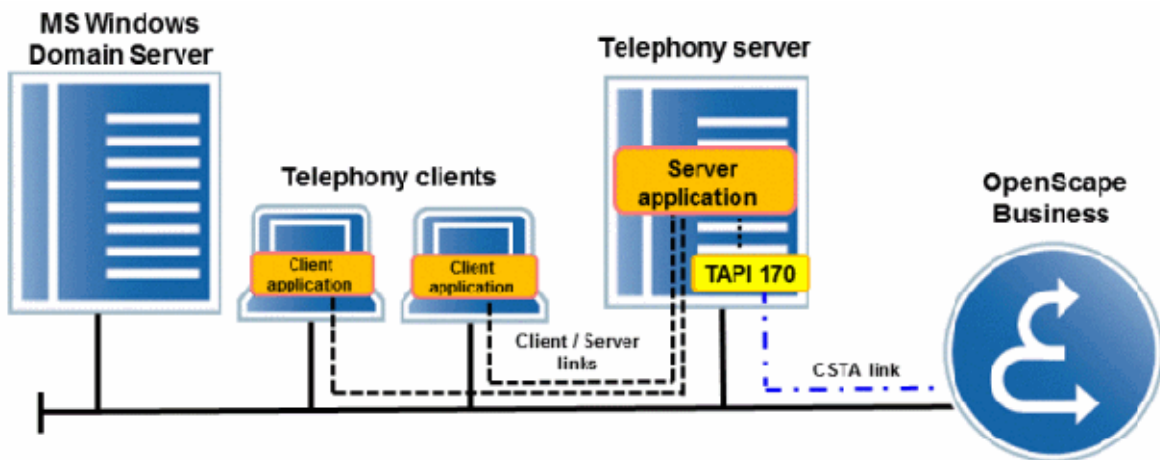 MS Windows
Domain Server
Telephony server
Telephony clients
Server
application
OpenScape
Business
Client
application
Client
application
TAPI 170
Client / Server
links
CSTA link